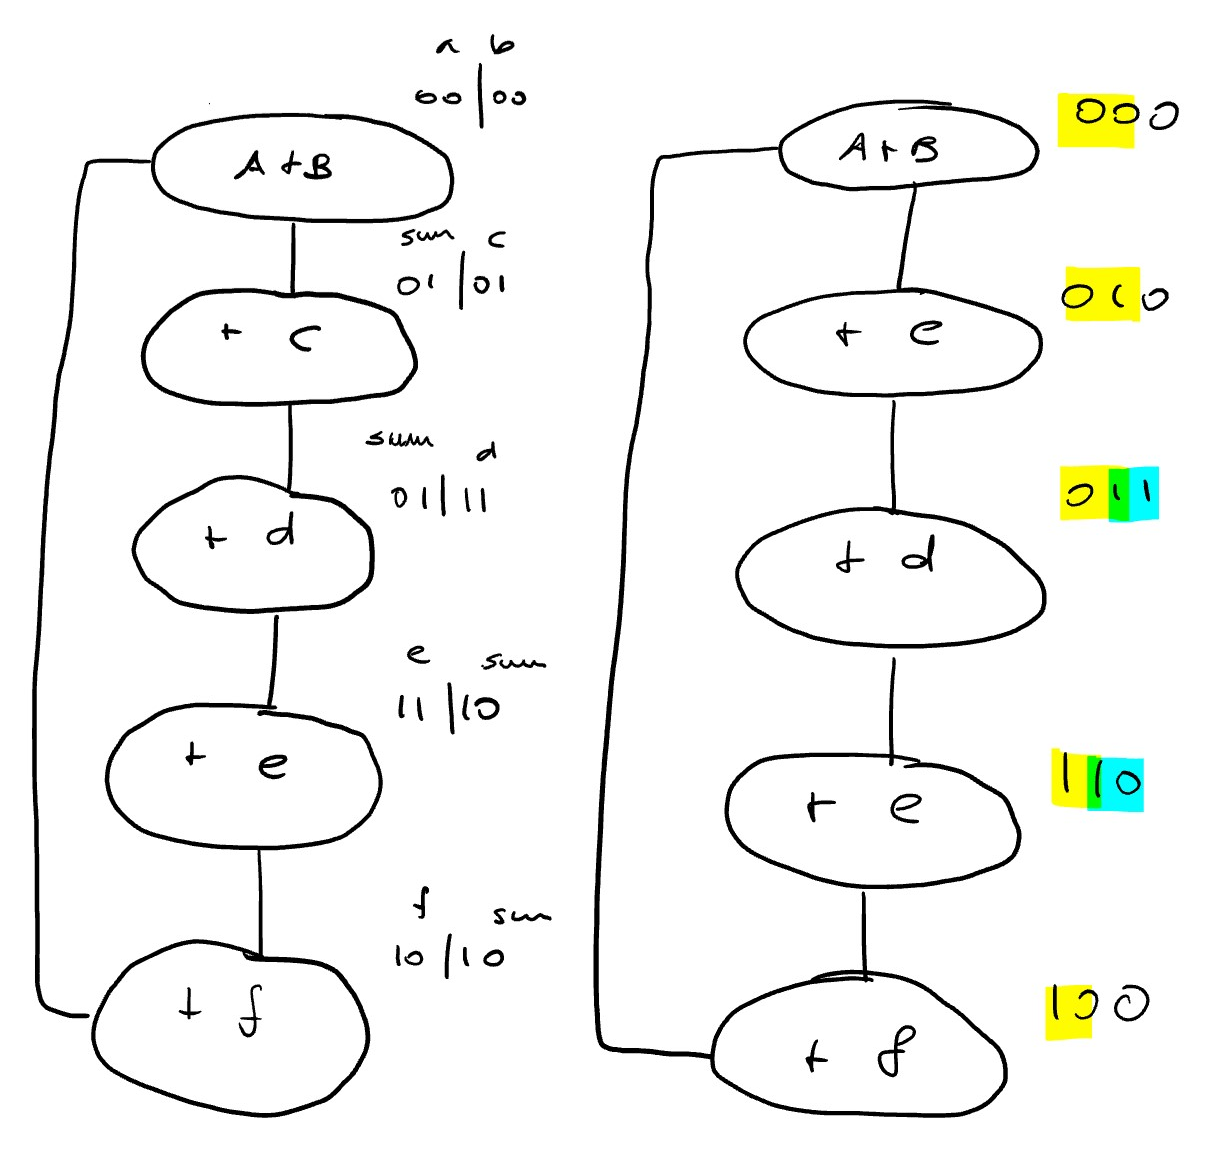 a b
00|00
A+B
sum c
01|01
+ c
sum d
01|11
+ d
e sum
11|10
+ e
f sum
10|10
+ f
000
A+B
010
+ e
011
+ d
110
+ e
100
+ f